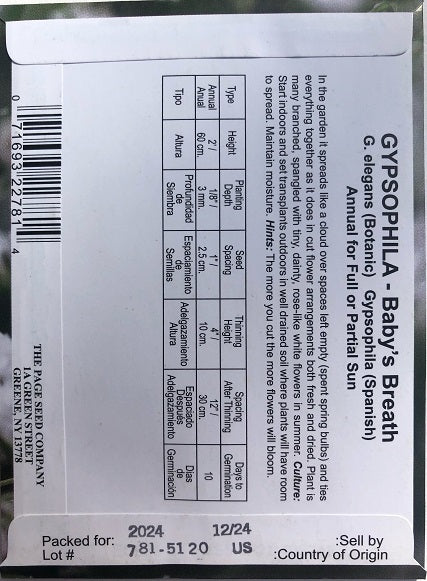 GYPSOPHILA - Baby's Breath
G. elegans (Botanic) Gypsophila (Spanish)
Annual for Full or Partial Sun
In the garden it spreads like a cloud over spaces left empty (spent spring bulbs) and ties
everything together as it does in cut flower arrangements both fresh and dried. Plant is
many branched, spangled with tiny, dainty, rose-like white flowers in summer. Culture:
Start indoors and set transplants outdoors in well drained soil where plants will have room
to spread. Maintain moisture. Hints: The more you cut the more flowers will bloom.
Type Height Planting Depth Seed Spacing Thinning Height Spacing After Thinning Days to Germination
Annual 2'/ 1/8"/ 1"/ 4"/ 12"/ 10
Annual 60 cm. 3 mm. 2.5 cm. 10 cm. 30 cm.
Tipo Altura Profundidad de Siembra Espaciamiento de Semillas Adelgazamiento Altura Espaciado Después Adelgazamiento Dias de Germinación
0 71693 22781 4
THE PAGE SEED COMPANY
1A GREEN STREET
GREENE, NY 13778
Packed for: 2024 12/24 :Sell by
Lot # 781-5120 US :Country of Origin